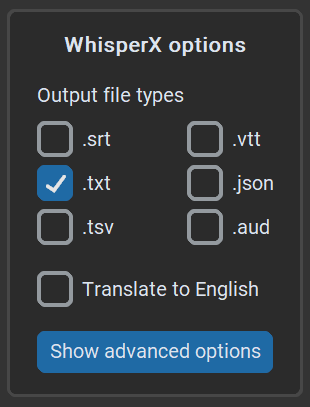 WhisperX options
Output file types
.srt .vtt
.txt .json
.tsv .aud
Translate to English
Show advanced options